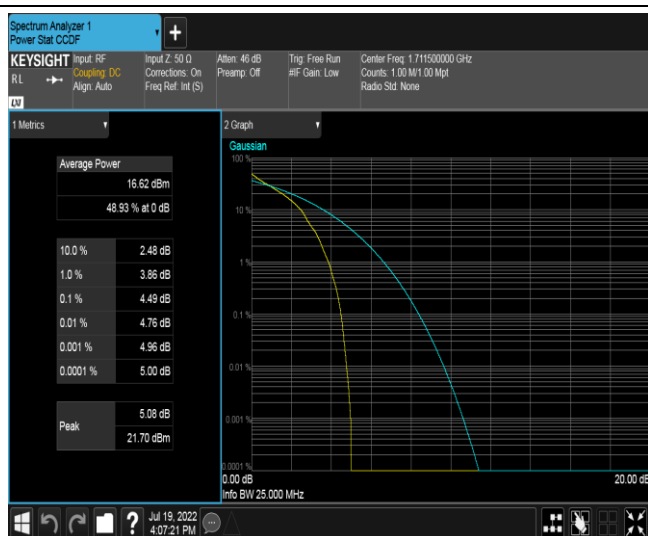 Spectrum Analyzer 1
Power Stat CCDF
+
KEYSIGHT
RL
LXI
Input: RF
Coupling: DC
Align: Auto
Input Z: 50 Ω
Corrections: On
Freq Ref: Int (S)
Atten: 46 dB
Preamp: Off
Trig: Free Run
#IF Gain: Low
Center Freq: 1.711500000 GHz
Counts: 1.00 M/1.00 Mpt
Radio Std: None
1 Metrics
Average Power
16.62 dBm
48.93 % at 0 dB
10.0 % 2.48 dB
1.0 % 3.86 dB
0.1 % 4.49 dB
0.01 % 4.76 dB
0.001 % 4.96 dB
0.0001 % 5.00 dB
Peak
5.08 dB
21.70 dBm
2 Graph
Gaussian
100 %
10 %
1 %
0.1 %
0.01 %
0.001 %
0.0001 %
0.00 dB
20.00 dB
Info BW 25.000 MHz
?
Jul 19, 2022
4:07:21 PM